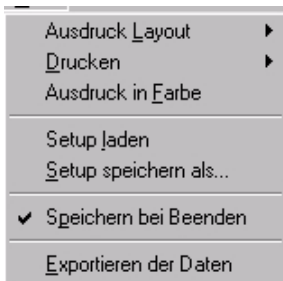 Ausdruck Layout
Drucken
Ausdruck in Farbe
Setup laden
Setup speichern als...
Speichern bei Beenden
Exportieren der Daten